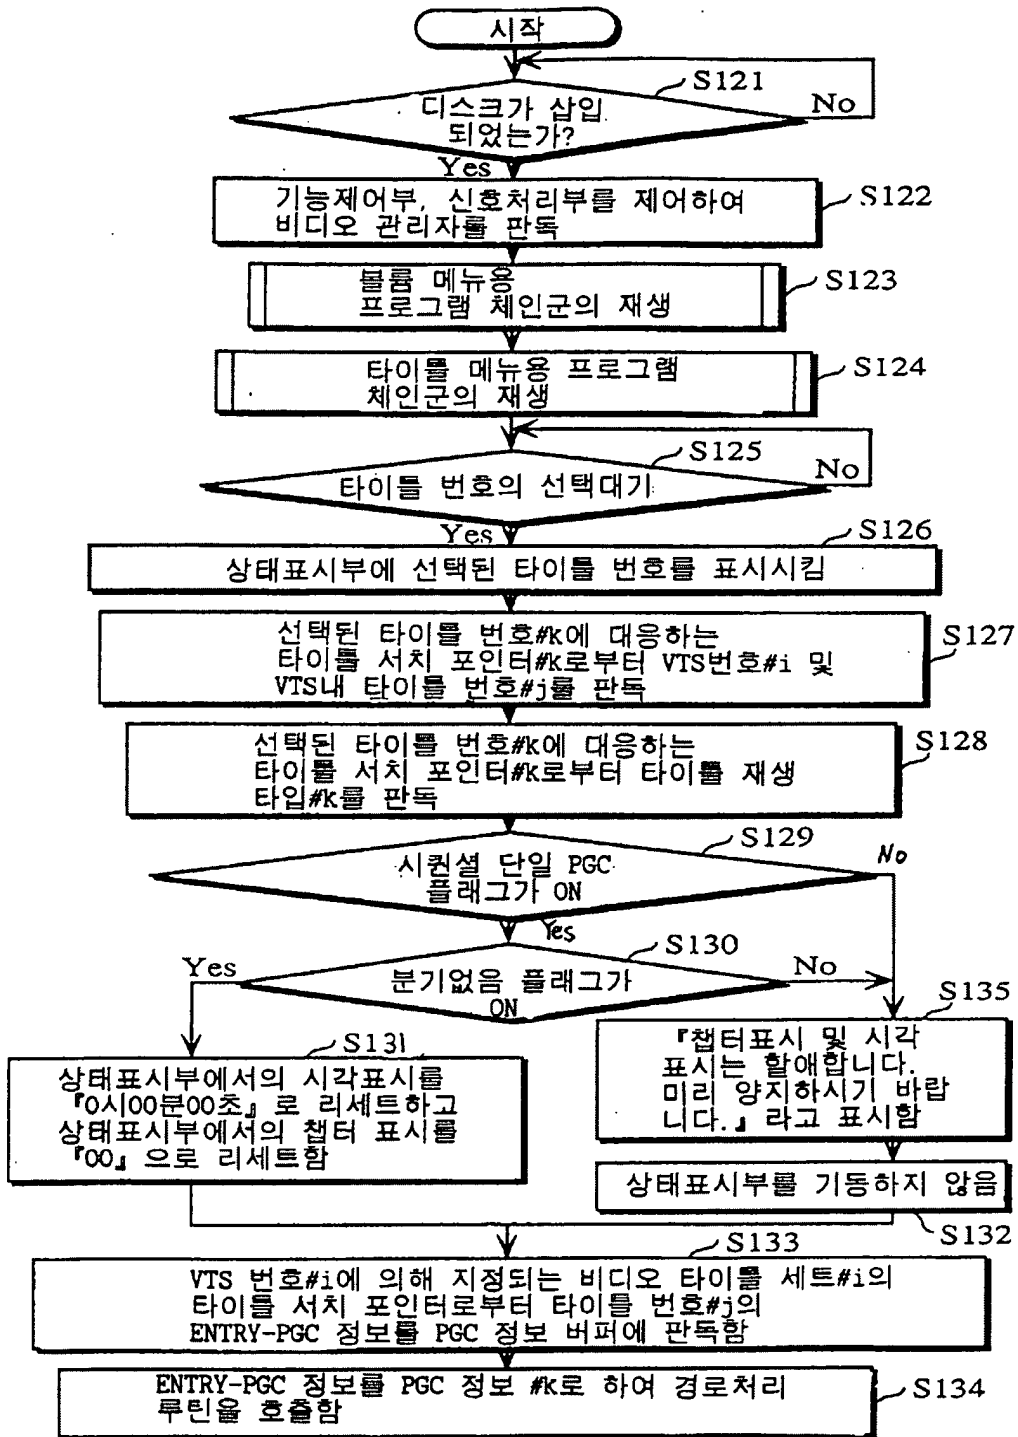 시작
S121
디스크가 삽입
되었는가?
No
Yes
기능제어부, 신호처리부를 제어하여
비디오 관리자를 판독
S122
볼륨 메뉴용
프로그램 체인군의 재생
S123
타이틀 메뉴용 프로그램
체인군의 재생
S124
S125
타이틀 번호의 선택대기
No
Yes
S126
상태표시부에 선택된 타이틀 번호를 표시시킴
선택된 타이틀 번호#k에 대응하는
타이틀 서치 포인터#k로부터 VTS번호#i 및
VTS내 타이틀 번호#j를 판독
S127
선택된 타이틀 번호#k에 대응하는
타이틀 서치 포인터#k로부터 타이틀 재생
타입#k를 판독
S128
S129
시퀀셜 단일 PGC
플래그가 ON
No
Yes
S130
분기없음 플래그가
ON
Yes
No
S131
상태표시부에서의 시각표시를
『0시00분00초』로 리세트하고
상태표시부에서의 챕터 표시를
『00』으로 리세트함
S135
『챕터표시 및 시각
표시는 할애합니다.
미리 양지하시기 바랍
니다.』라고 표시함
상태표시부를 기동하지 않음
S132
S133
VTS 번호#i에 의해 지정되는 비디오 타이틀 세트#i의
타이틀 서치 포인터로부터 타이틀 번호#j의
ENTRY-PGC 정보를 PGC 정보 버퍼에 판독함
ENTRY-PGC 정보를 PGC 정보 #k로 하여 경로처리
루틴을 호출함
S134